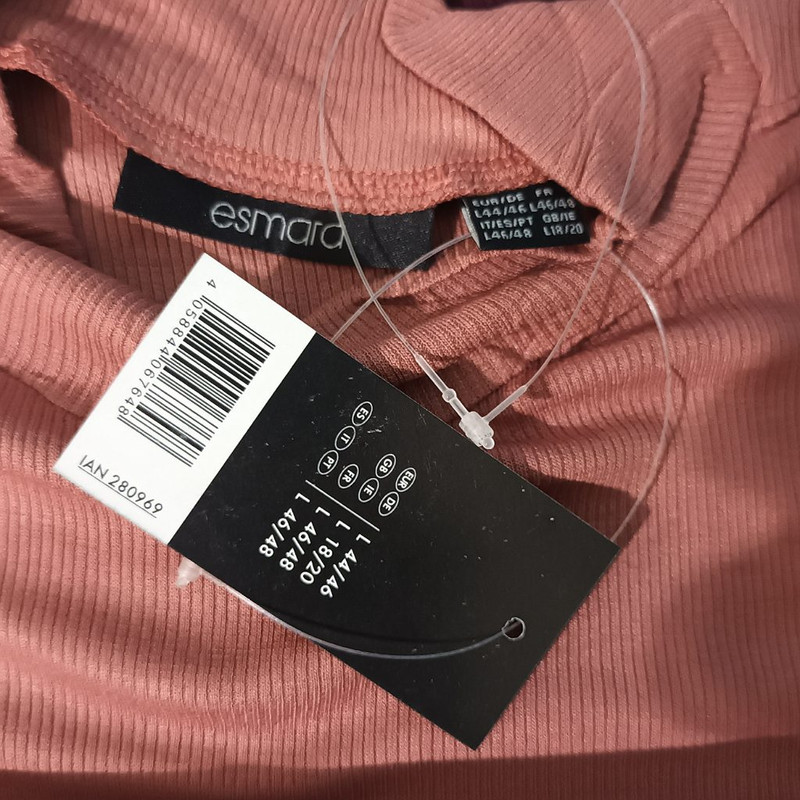 esmara
EUR/DE FR
L44/46 L46/48
IT/ES/PT GB/IE
L46/48 L18/20
4 058844 067648
IAN 280969
EUR DE L 44/46
GB IE L 18/20
FR L 46/48
ES IT PT L 46/48